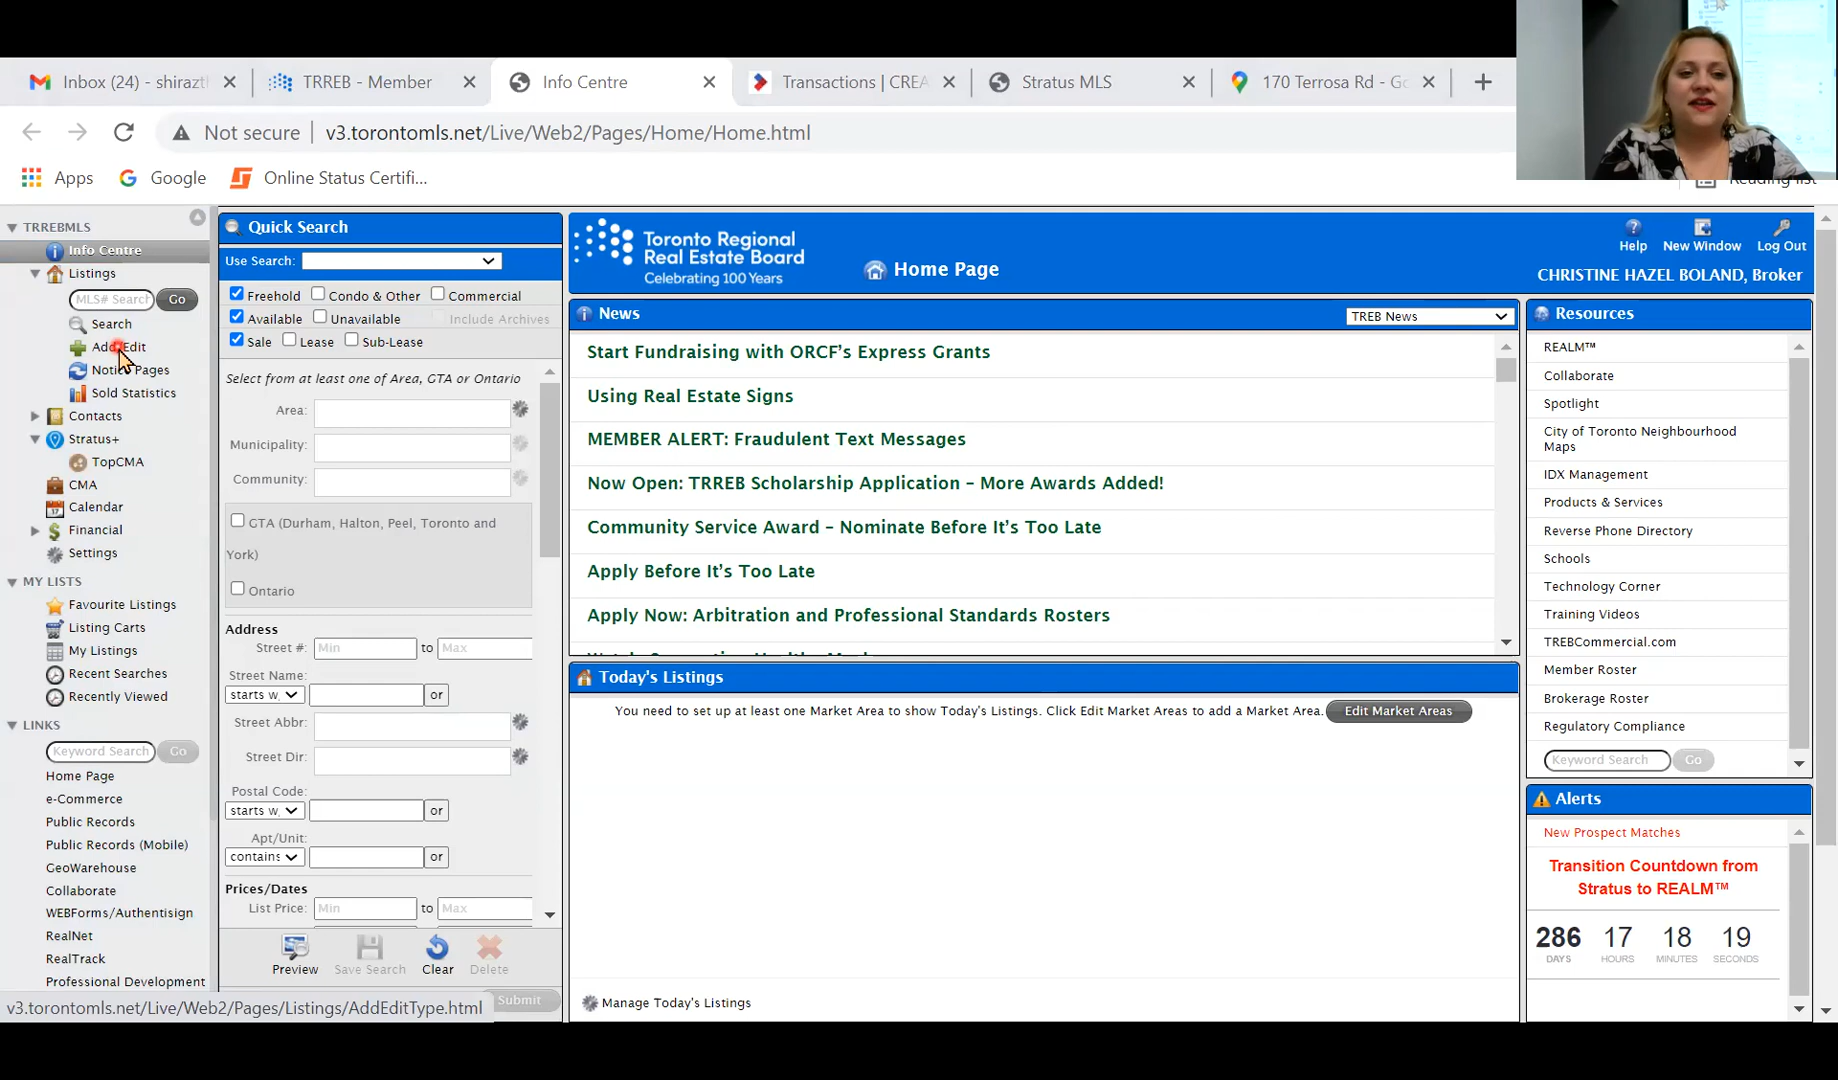 Inbox (24) - shirazth
TRREB - Member
Info Centre
Transactions | CREA
Stratus MLS
170 Terrosa Rd - Go
Not secure
v3.torontomls.net/Live/Web2/Pages/Home/Home.html
Apps
Google
Online Status Certifi...
Reading list
TRREBMLS
Info Centre
Listings
MLS# Search
Go
Search
Add/Edit
Notice Pages
Sold Statistics
Contacts
Stratus+
TopCMA
CMA
Calendar
Financial
Settings
MY LISTS
Favourite Listings
Listing Carts
My Listings
Recent Searches
Recently Viewed
LINKS
Keyword Search
Go
Home Page
e-Commerce
Public Records
Public Records (Mobile)
GeoWarehouse
Collaborate
WEBForms/Authentisign
RealNet
RealTrack
Professional Development
v3.torontomls.net/Live/Web2/Pages/Listings/AddEditType.html
Quick Search
Use Search:
Freehold Condo & Other Commercial
Available Unavailable Include Archives
Sale Lease Sub-Lease
Select from at least one of Area, GTA or Ontario
Area:
Municipality:
Community:
GTA (Durham, Halton, Peel, Toronto and
York)
Ontario
Address
Street #: Min to Max
Street Name:
starts w or
Street Abbr:
Street Dir:
Postal Code:
starts w or
Apt/Unit:
contains or
Prices/Dates
List Price: Min to Max
Preview Save Search Clear Delete
Submit
Toronto Regional
Real Estate Board
Celebrating 100 Years
Home Page
Help New Window Log Out
CHRISTINE HAZEL BOLAND, Broker
News
TREB News
Start Fundraising with ORCF's Express Grants
Using Real Estate Signs
MEMBER ALERT: Fraudulent Text Messages
Now Open: TRREB Scholarship Application – More Awards Added!
Community Service Award – Nominate Before It's Too Late
Apply Before It's Too Late
Apply Now: Arbitration and Professional Standards Rosters
Today's Listings
You need to set up at least one Market Area to show Today's Listings. Click Edit Market Areas to add a Market Area. Edit Market Areas
Manage Today's Listings
Resources
REALM™
Collaborate
Spotlight
City of Toronto Neighbourhood
Maps
IDX Management
Products & Services
Reverse Phone Directory
Schools
Technology Corner
Training Videos
TREBCommercial.com
Member Roster
Brokerage Roster
Regulatory Compliance
Keyword Search
Go
Alerts
New Prospect Matches
Transition Countdown from
Stratus to REALM™
286 17 18 19
DAYS HOURS MINUTES SECONDS